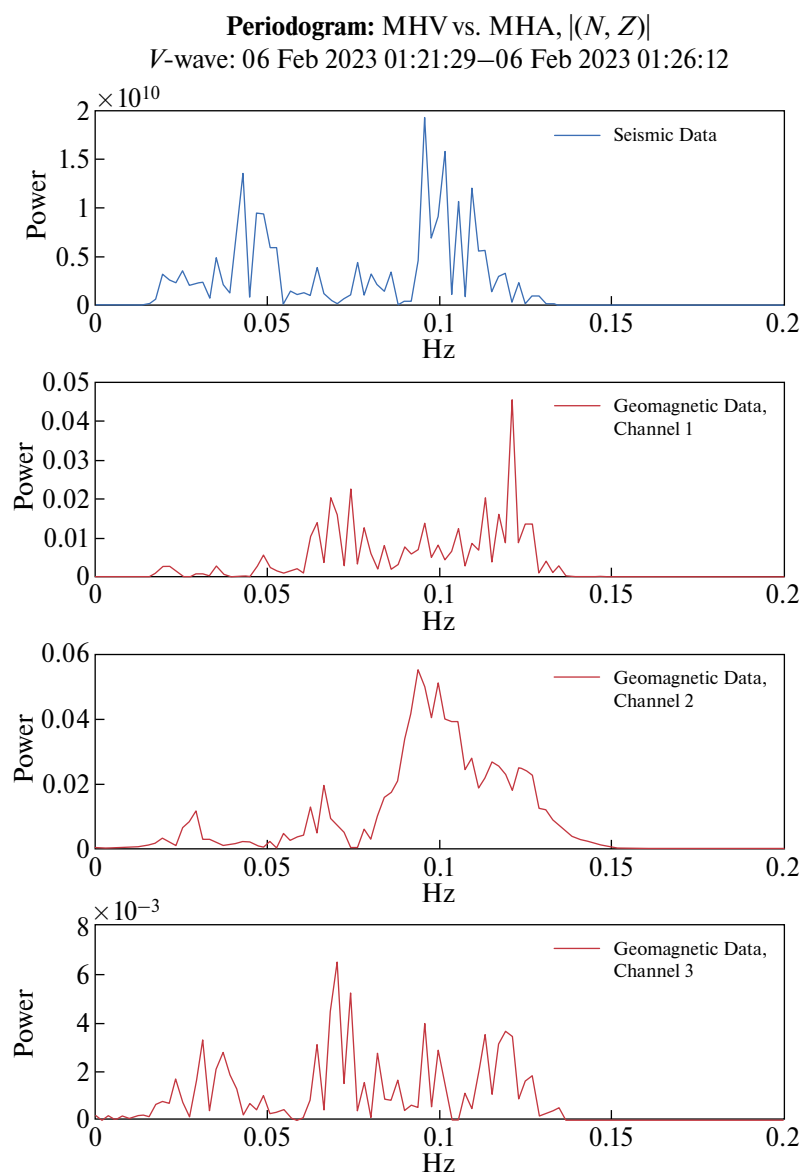 Periodogram: MHV vs. MHA, |(N, Z)|
V-wave: 06 Feb 2023 01:21:29–06 Feb 2023 01:26:12
×10¹⁰
2
1.5
1.0
0.5
0
Power
Seismic Data
0 0.05 0.1 0.15 0.2
Hz
0.05
0.04
0.03
0.02
0.01
0
Power
Geomagnetic Data,
Channel 1
0 0.05 0.1 0.15 0.2
Hz
0.06
0.04
0.02
0
Power
Geomagnetic Data,
Channel 2
0 0.05 0.1 0.15 0.2
Hz
×10⁻³
8
6
4
2
0
Power
Geomagnetic Data,
Channel 3
0 0.05 0.1 0.15 0.2
Hz